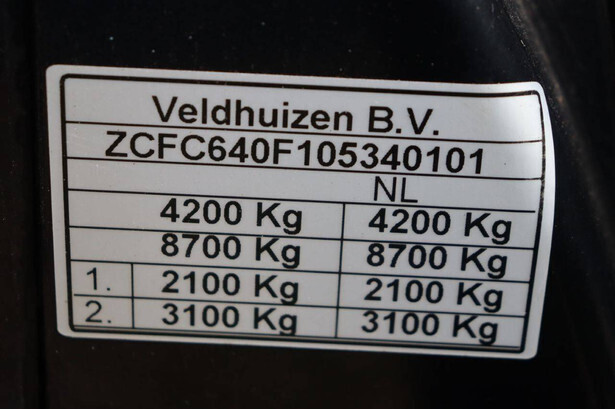 Veldhuizen B.V.
ZCFC640F105340101
NL
4200 Kg 4200 Kg
8700 Kg 8700 Kg
1. 2100 Kg 2100 Kg
2. 3100 Kg 3100 Kg